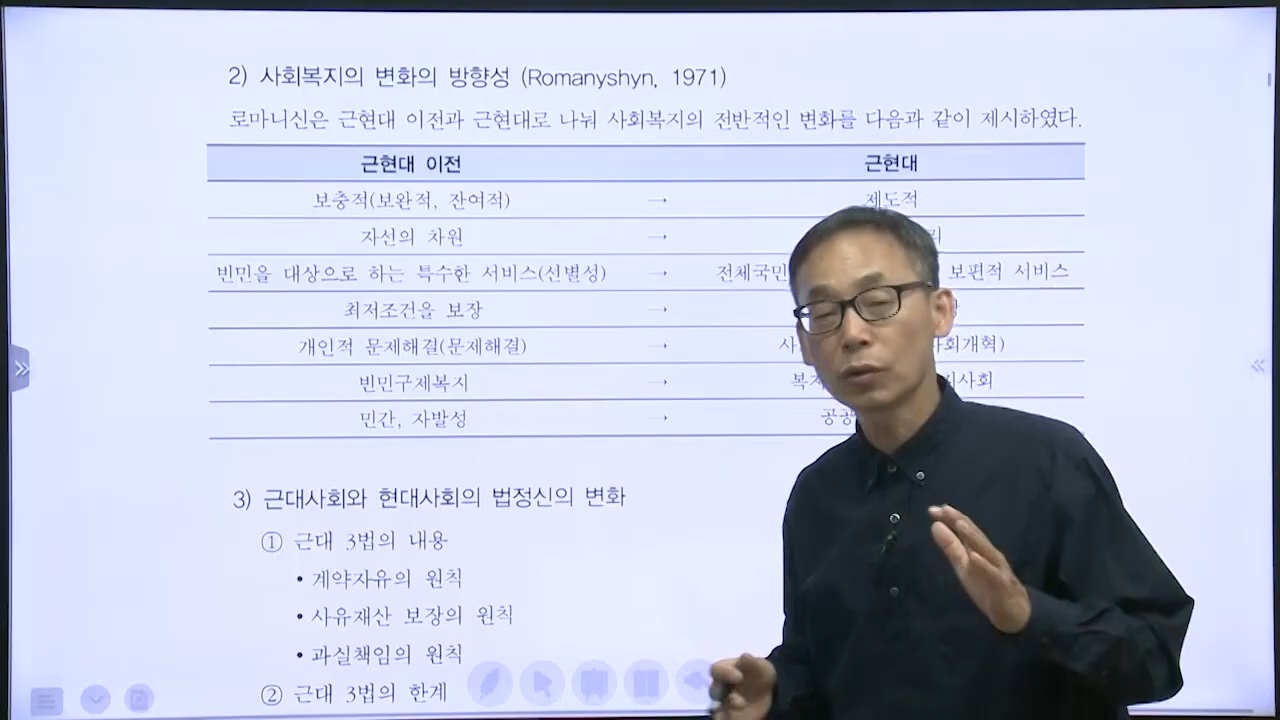 2) 사회복지의 변화의 방향성 (Romanyshyn, 1971)
로마니신은 근현대 이전과 근현대로 나눠 사회복지의 전반적인 변화를 다음과 같이 제시하였다.
근현대 이전 근현대
보충적(보완적, 잔여적) → 제도적
자선의 차원 →
빈민을 대상으로 하는 특수한 서비스(선별성) → 전체국민 보편적 서비스
최저조건을 보장 →
개인적 문제해결(문제해결) → 사회개혁)
빈민구제복지 → 사회
민간, 자발성 → 공공
3) 근대사회와 현대사회의 법정신의 변화
① 근대 3법의 내용
• 계약자유의 원칙
• 사유재산 보장의 원칙
• 과실책임의 원칙
② 근대 3법의 한계